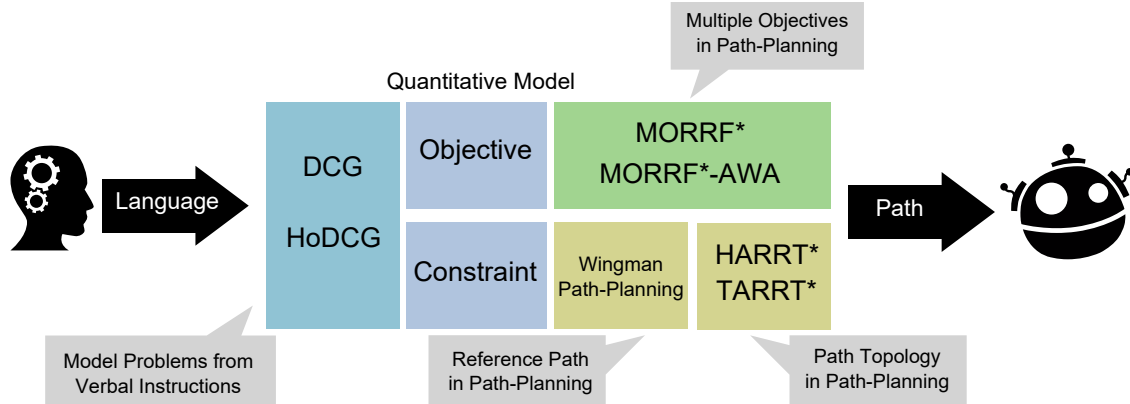 Multiple Objectives
in Path-Planning
Quantitative Model
DCG
HoDCG
Objective
MORRF*
MORRF*-AWA
Language
Path
Constraint
Wingman
Path-Planning
HARRT*
TARRT*
Model Problems from
Verbal Instructions
Reference Path
in Path-Planning
Path Topology
in Path-Planning